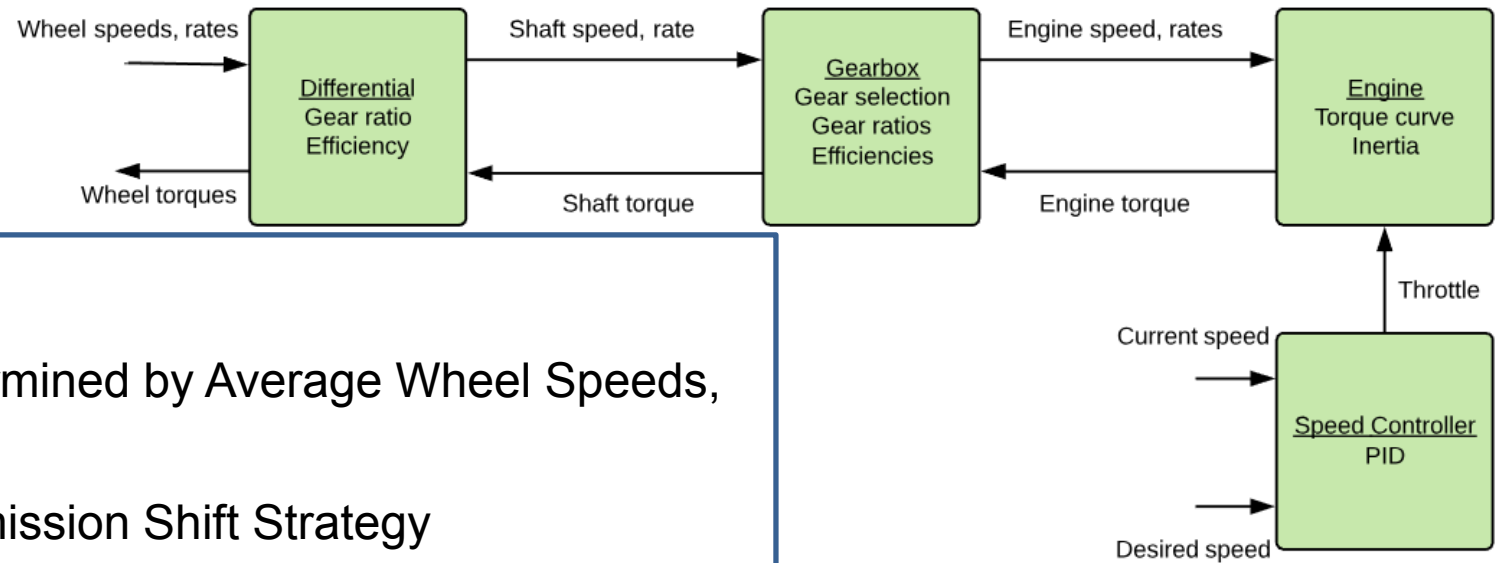 Wheel speeds, rates
Shaft speed, rate
Engine speed, rates
Differential
Gear ratio
Efficiency
Gearbox
Gear selection
Gear ratios
Efficiencies
Engine
Torque curve
Inertia
Wheel torques
Shaft torque
Engine torque
Throttle
Current speed
Speed Controller
PID
Desired speed
by Average Wheel Speeds,
Shift Strategy